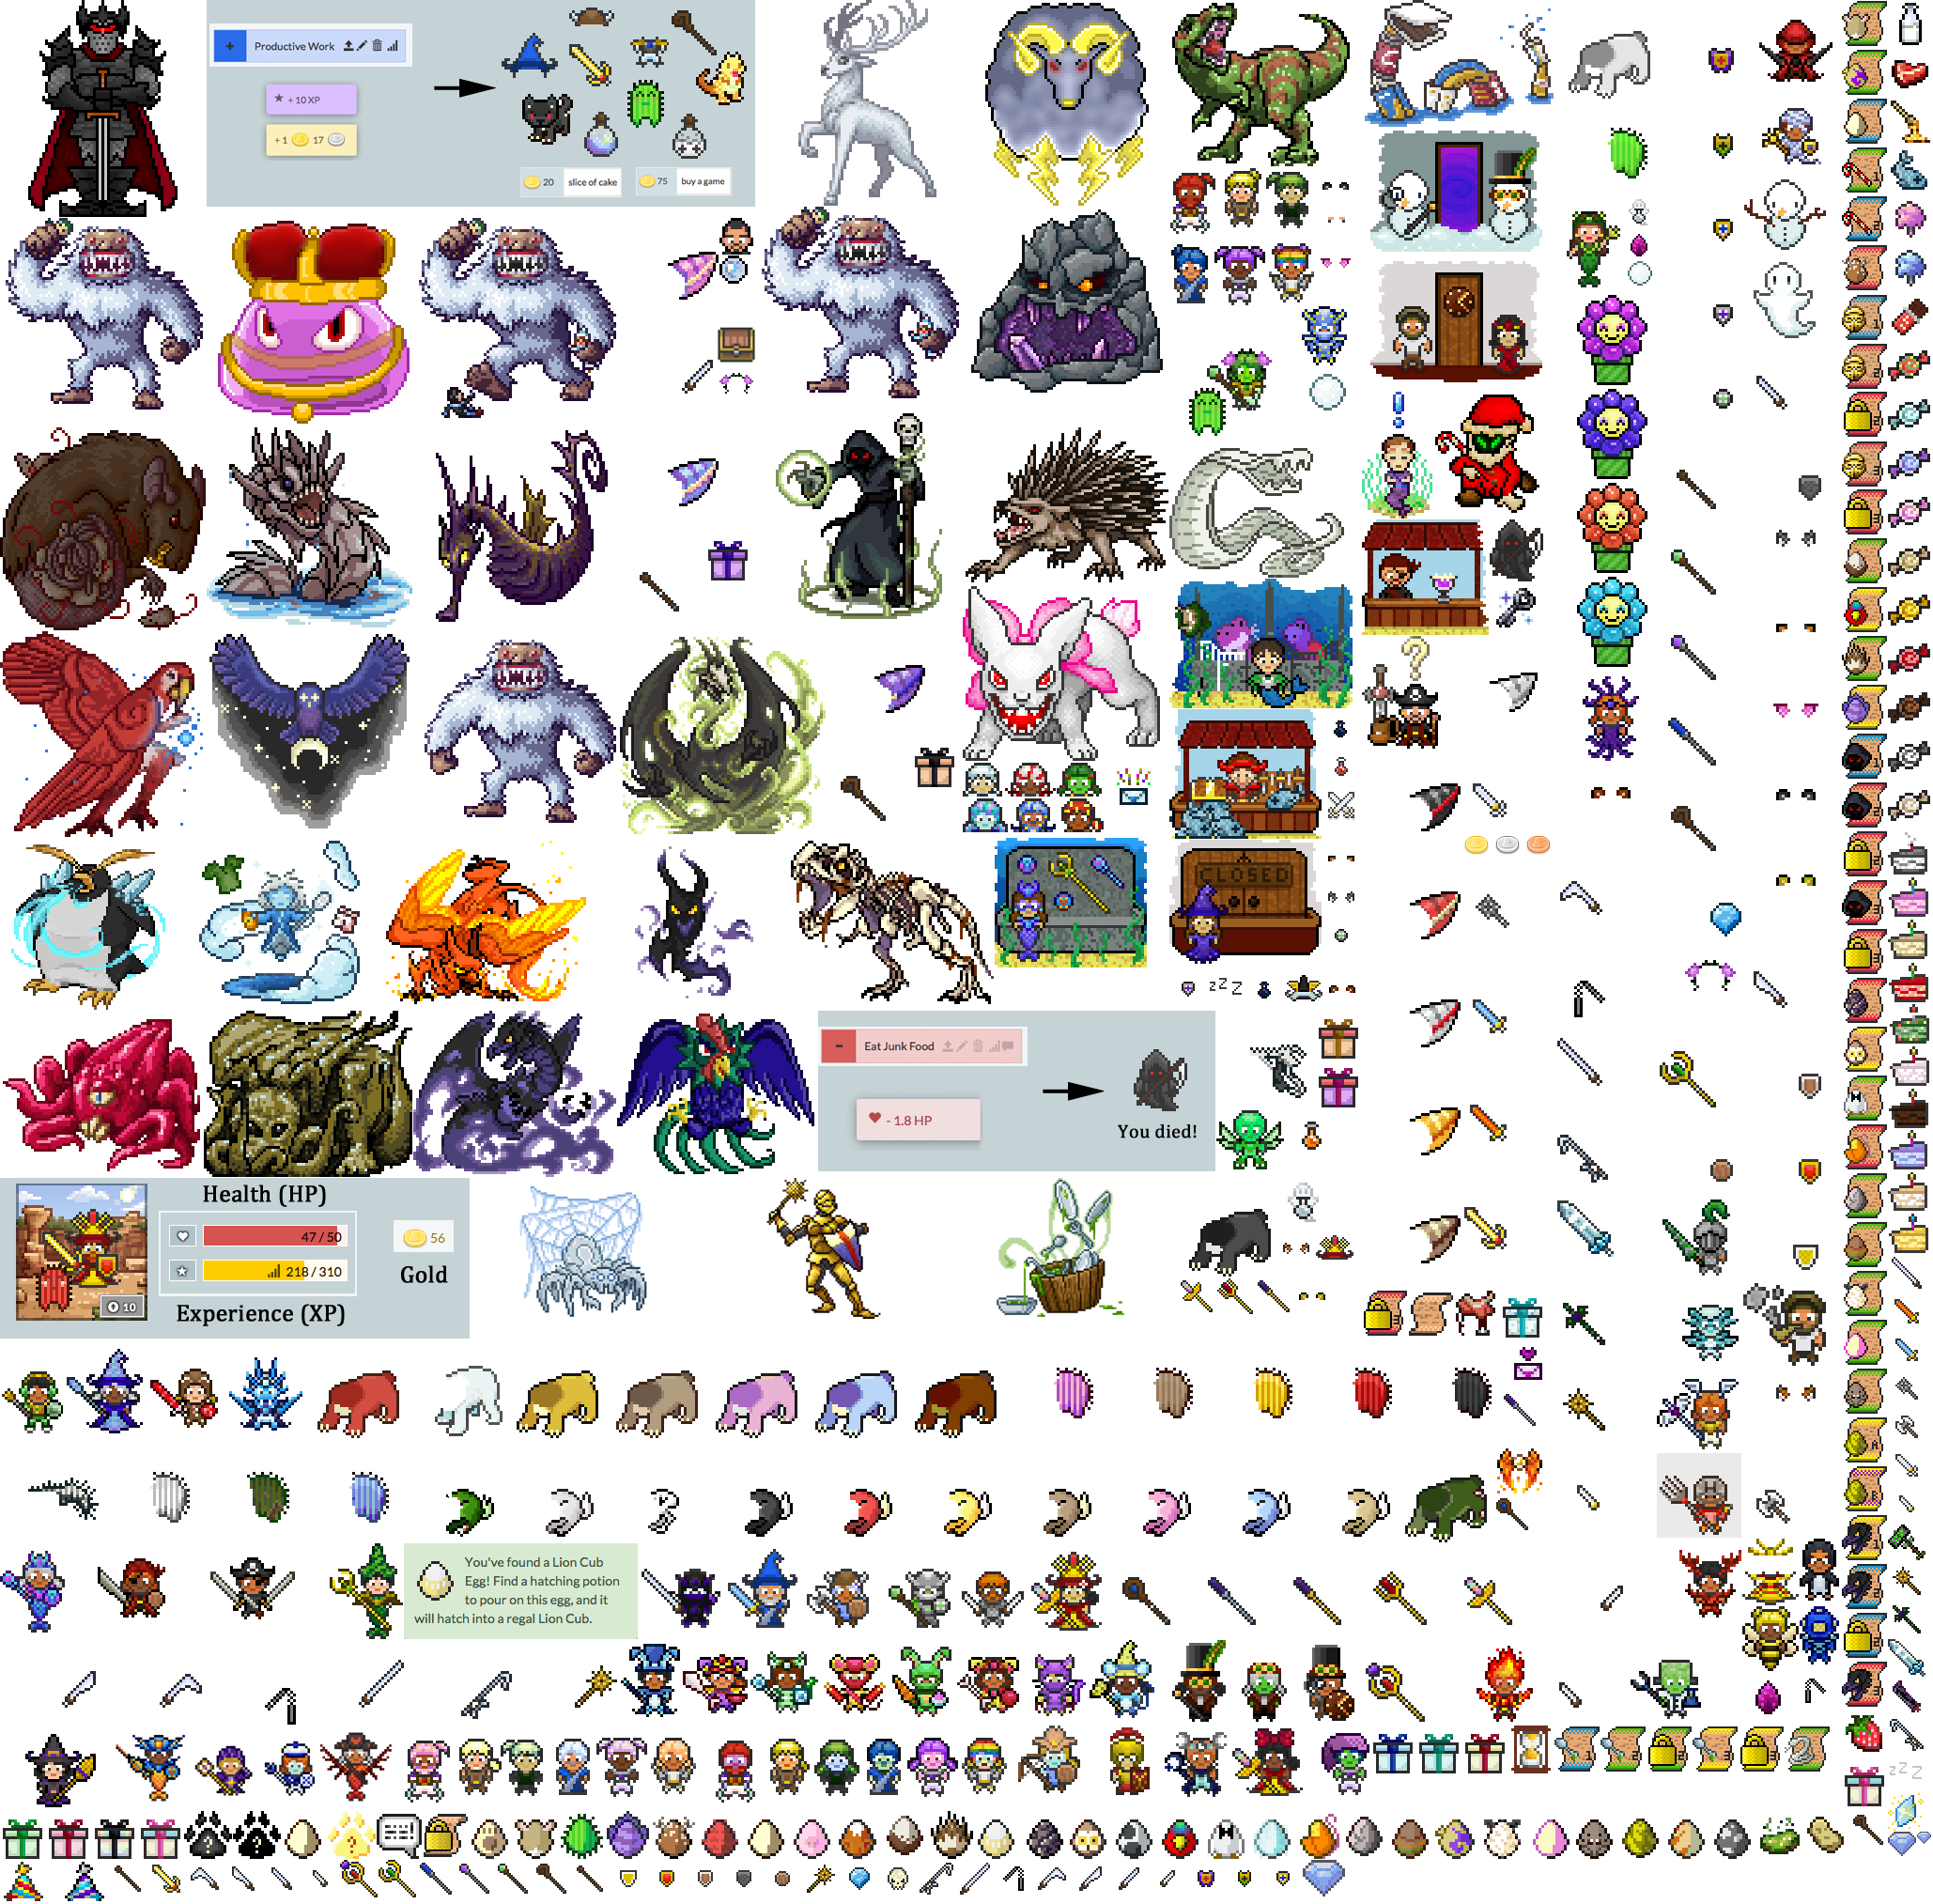 Productive Work
+ 10 XP
+ 1 17
20 slice of cake
75 buy a game
CLOSED
Eat Junk Food
- 1.8 HP
You died!
Health (HP)
47 / 50
218 / 310
10
Experience (XP)
56
Gold
You've found a Lion Cub
Egg! Find a hatching potion
to pour on this egg, and it
will hatch into a regal Lion Cub.